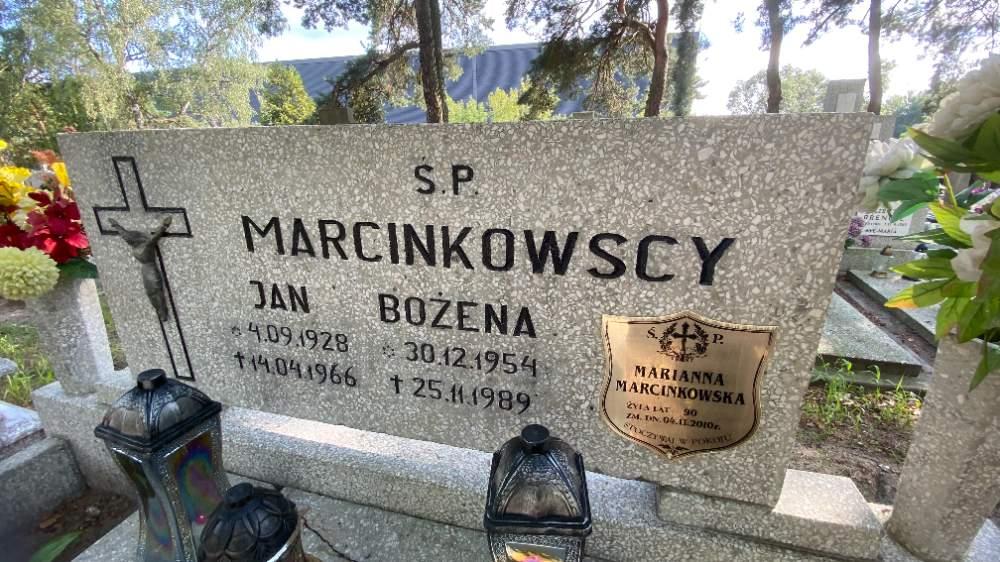 Ś.P.
MARCINKOWSCY
JAN
* 4.09.1928
† 14.04.1966
BOŻENA
* 30.12.1954
† 25.11.1989
Ś. P.
MARIANNA
MARCINKOWSKA
ŻYŁA LAT 90
ZM. DN. 04.11.2010r.
SPOCZYWAJ W POKOJU